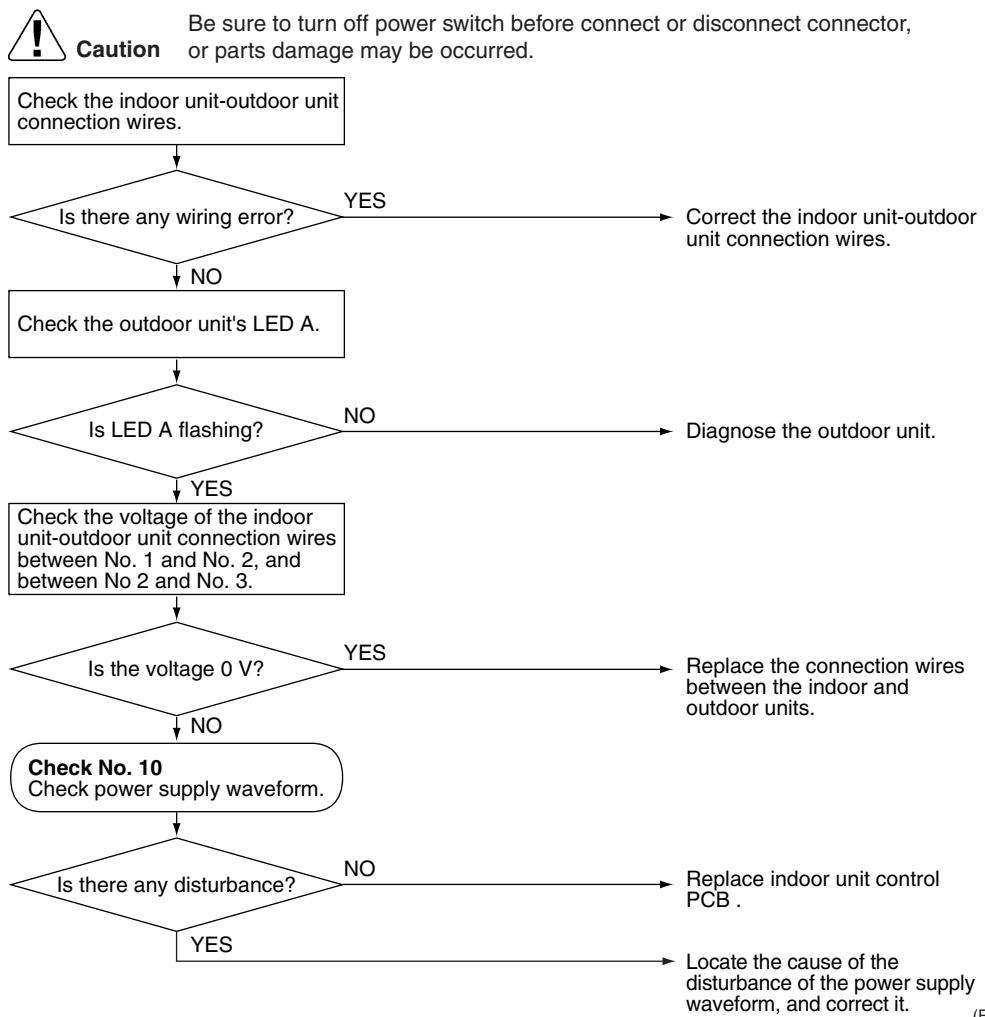 Be sure to turn off power switch before connect or disconnect connector,
Caution or parts damage may be occurred.
Check the indoor unit-outdoor unit
connection wires.
Is there any wiring error?
YES
Correct the indoor unit-outdoor
unit connection wires.
NO
Check the outdoor unit's LED A.
Is LED A flashing?
NO
Diagnose the outdoor unit.
YES
Check the voltage of the indoor
unit-outdoor unit connection wires
between No. 1 and No. 2, and
between No 2 and No. 3.
Is the voltage 0 V?
YES
Replace the connection wires
between the indoor and
outdoor units.
NO
Check No. 10
Check power supply waveform.
Is there any disturbance?
NO
Replace indoor unit control
PCB .
YES
Locate the cause of the
disturbance of the power supply
waveform, and correct it.